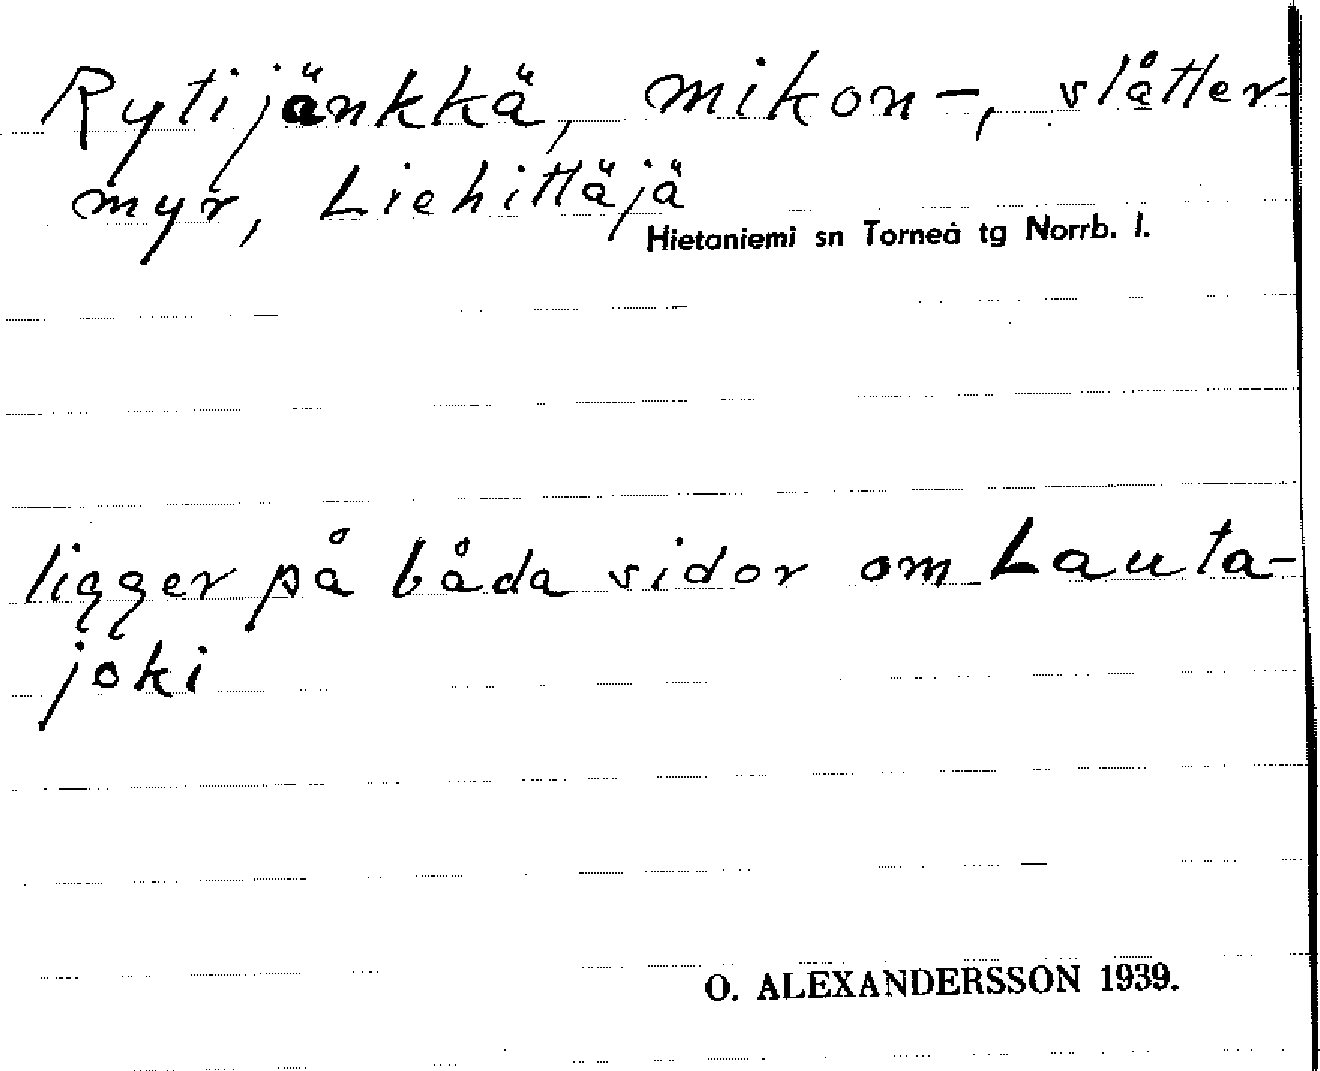 Rytijänkkä, mikon-, slåtter-
myr, Liehittäjä
Hietaniemi sn Torneå tg Norrb. l.
ligger på båda sidor om Lauta-
joki
O. ALEXANDERSSON 1939.